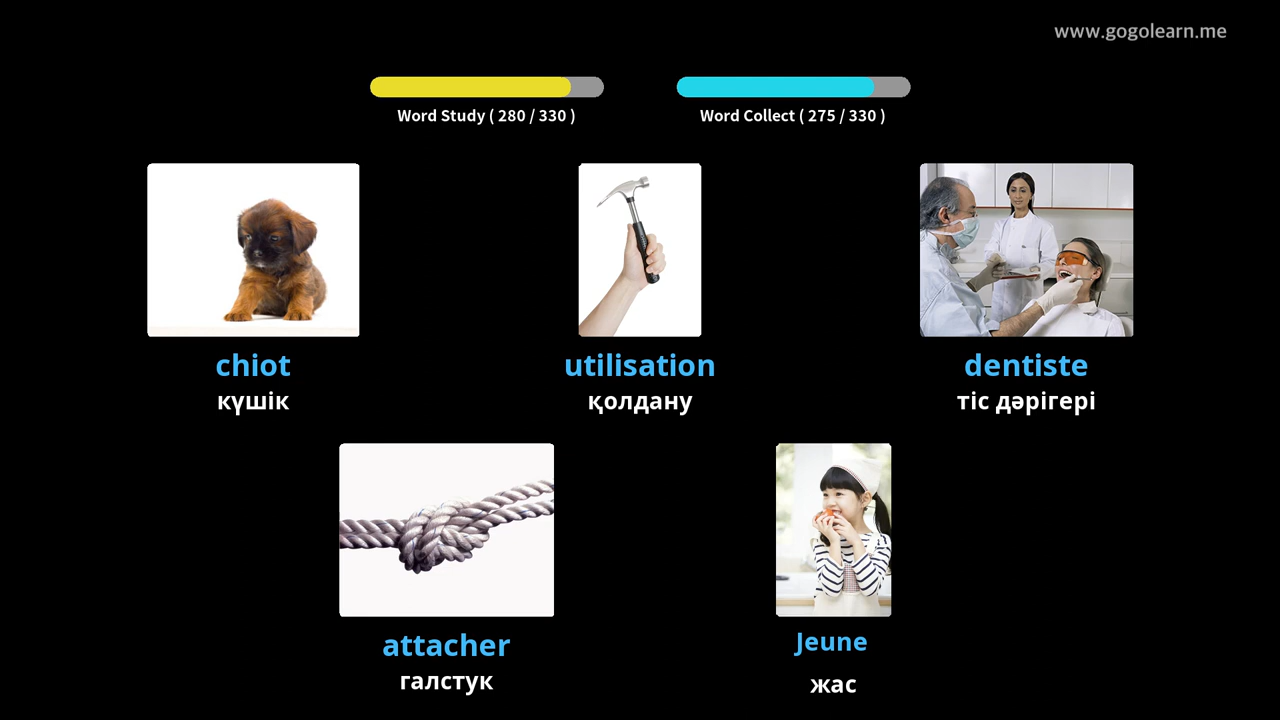 www.gogolearn.me
Word Study ( 280 / 330 )
Word Collect ( 275 / 330 )
chiot
күшік
utilisation
қолдану
dentiste
тіс дәрігері
attacher
галстук
Jeune
жас